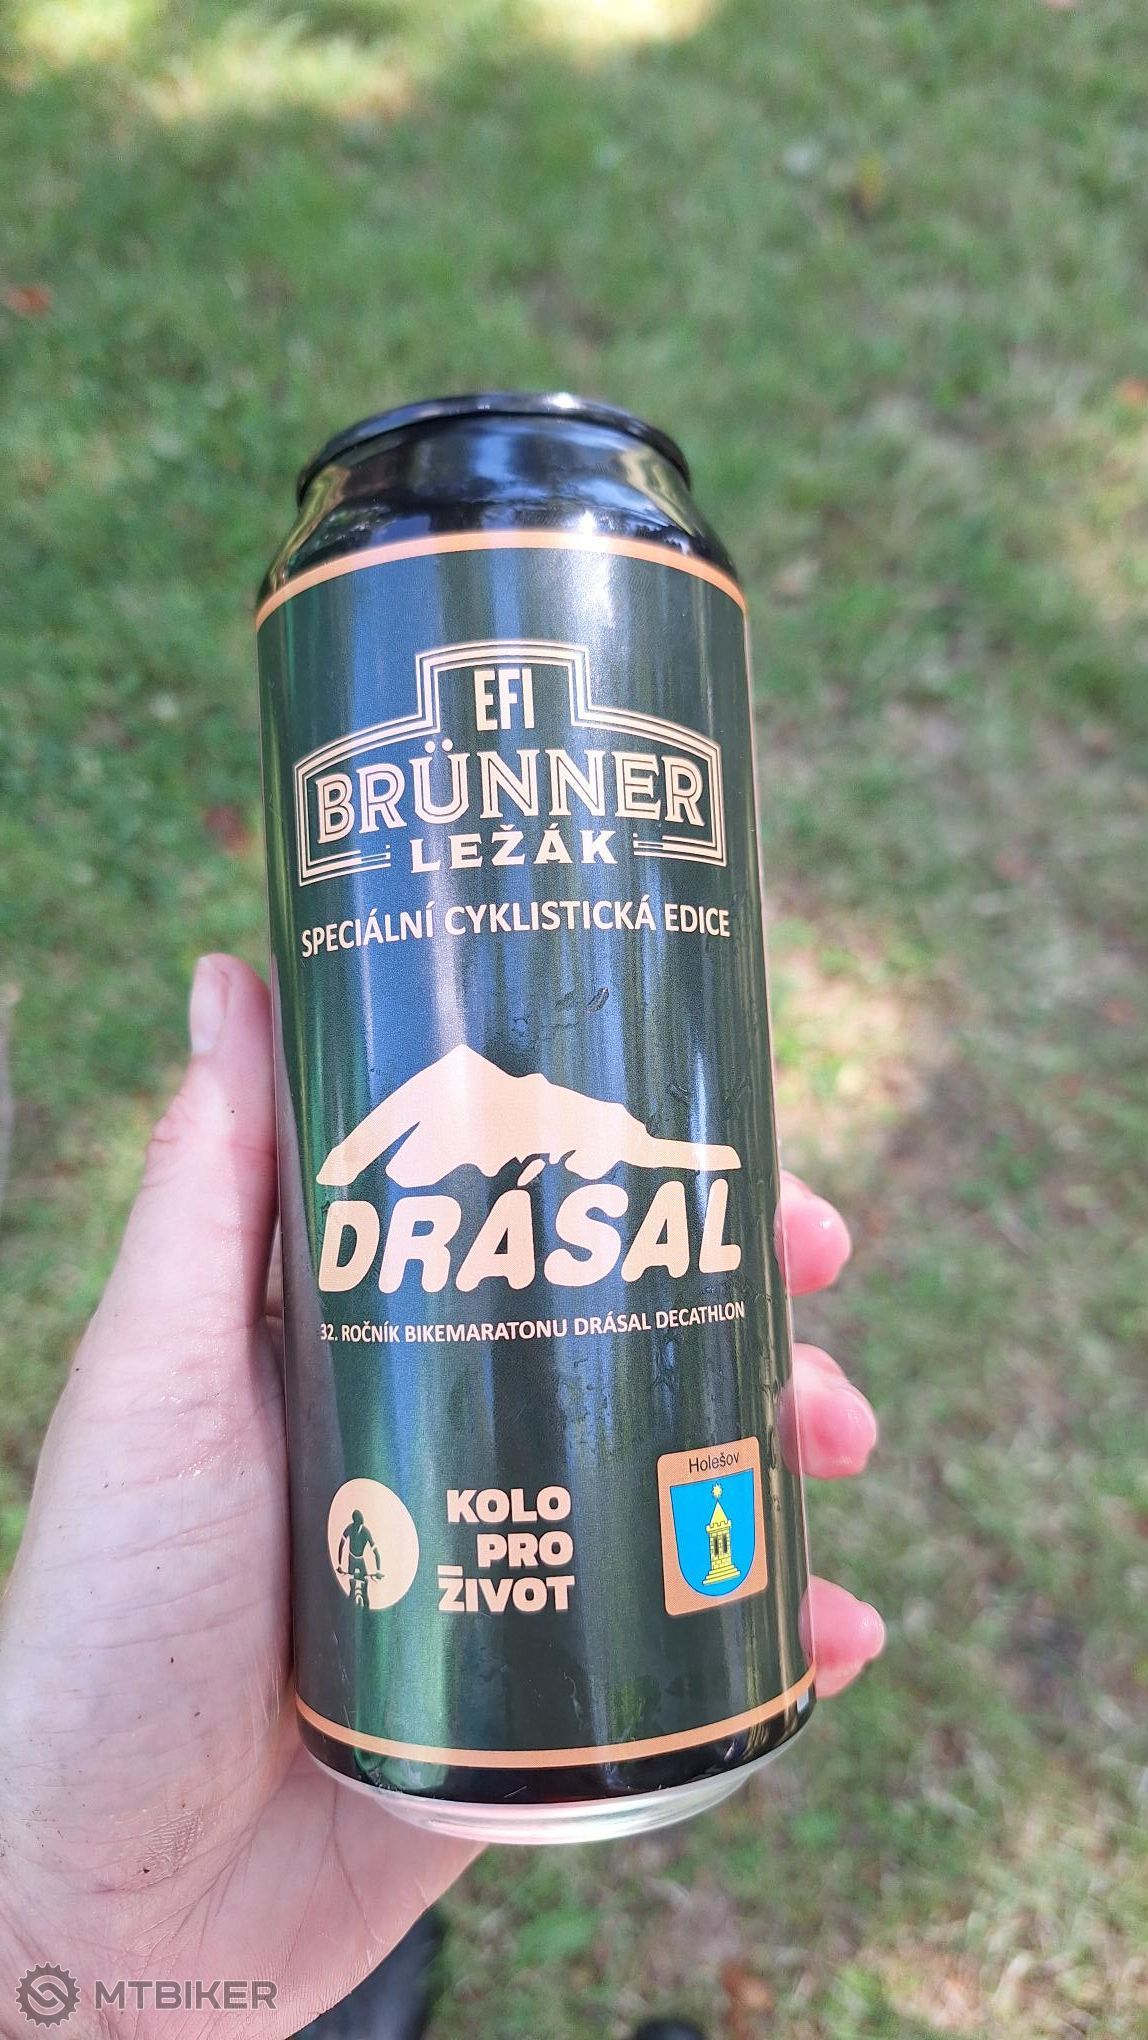 EFI
BRÜNNER
LEŽÁK
SPECIÁLNÍ CYKLISTICKÁ EDICE
DRÁSAL
32. ROČNÍK BIKEMARATONU DRÁSAL DECATHLON
KOLO
PRO
ŽIVOT
Holešov
MTBIKER